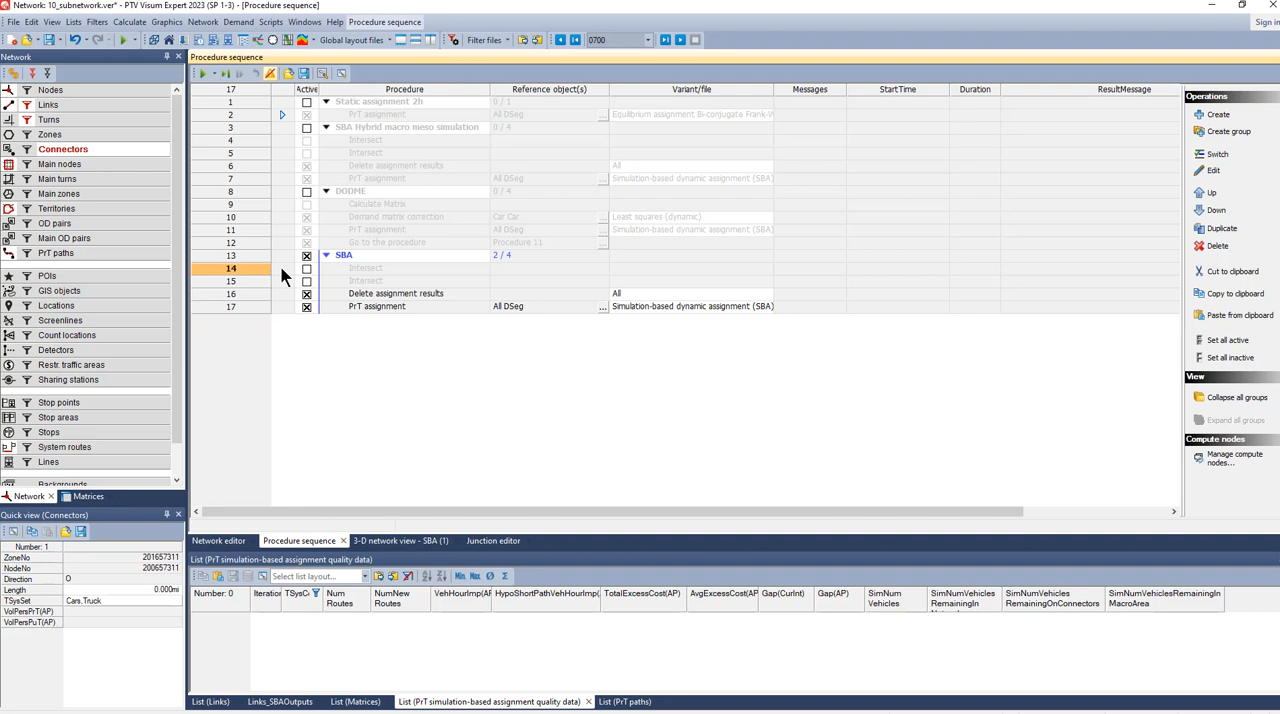 Network: 10_subnetwork.ver* - PTV Visum Expert 2023 (SP 1-3) - [Procedure sequence]
File Edit View Lists Filters Calculate Graphics Network Demand Scripts Windows Help Procedure sequence
Sign in
Global layout files Filter files 0700
Network
Nodes
Links
Turns
Zones
Connectors
Main nodes
Main turns
Main zones
Territories
OD pairs
Main OD pairs
PrT paths
POIs
GIS objects
Locations
Screenlines
Count locations
Detectors
Restr. traffic areas
Sharing stations
Stop points
Stop areas
Stops
System routes
Lines
Backgrounds
Network Matrices
Quick view (Connectors)
Number: 1
ZoneNo 201657311
NodeNo 200657311
Direction O
Length 0.000mi
TSysSet Cars.Truck
VolPersPrT(AP)
VolPersPuT(AP)
Procedure sequence
17 Active Procedure Reference object(s) Variant/file Messages StartTime Duration ResultMessage
1 Static assignment 2h 0 / 1
2 PrT assignment All DSeg ... Equilibrium assignment Bi-conjugate Frank-W
3 SBA Hybrid macro meso simulation 0 / 4
4 Intersect
5 Intersect
6 Delete assignment results All
7 PrT assignment All DSeg ... Simulation-based dynamic assignment (SBA)
8 DODME 0 / 4
9 Calculate Matrix
10 Demand matrix correction Car Car ... Least squares (dynamic)
11 PrT assignment All DSeg ... Simulation-based dynamic assignment (SBA)
12 Go to the procedure Procedure 11 ...
13 SBA 2 / 4
14 Intersect
15 Intersect
16 Delete assignment results All
17 PrT assignment All DSeg ... Simulation-based dynamic assignment (SBA)
Operations
Create
Create group
Switch
Edit
Up
Down
Duplicate
Delete
Cut to clipboard
Copy to clipboard
Paste from clipboard
Set all active
Set all inactive
View
Collapse all groups
Expand all groups
Compute nodes
Manage compute
nodes...
Network editor Procedure sequence 3-D network view - SBA (1) Junction editor
List (PrT simulation-based assignment quality data)
Select list layout... Min Max
Number: 0 Iteration TSysC Num Routes NumNew Routes VehHourImp(AP HypoShortPathVehHourImp( TotalExcessCost(AP) AvgExcessCost(AP Gap(CurInt) Gap(AP) SimNum Vehicles SimNumVehicles RemainingIn SimNumVehicles RemainingOnConnectors SimNumVehiclesRemainingIn MacroArea
List (Links) Links_SBAOutputs List (Matrices) List (PrT simulation-based assignment quality data) List (PrT paths)